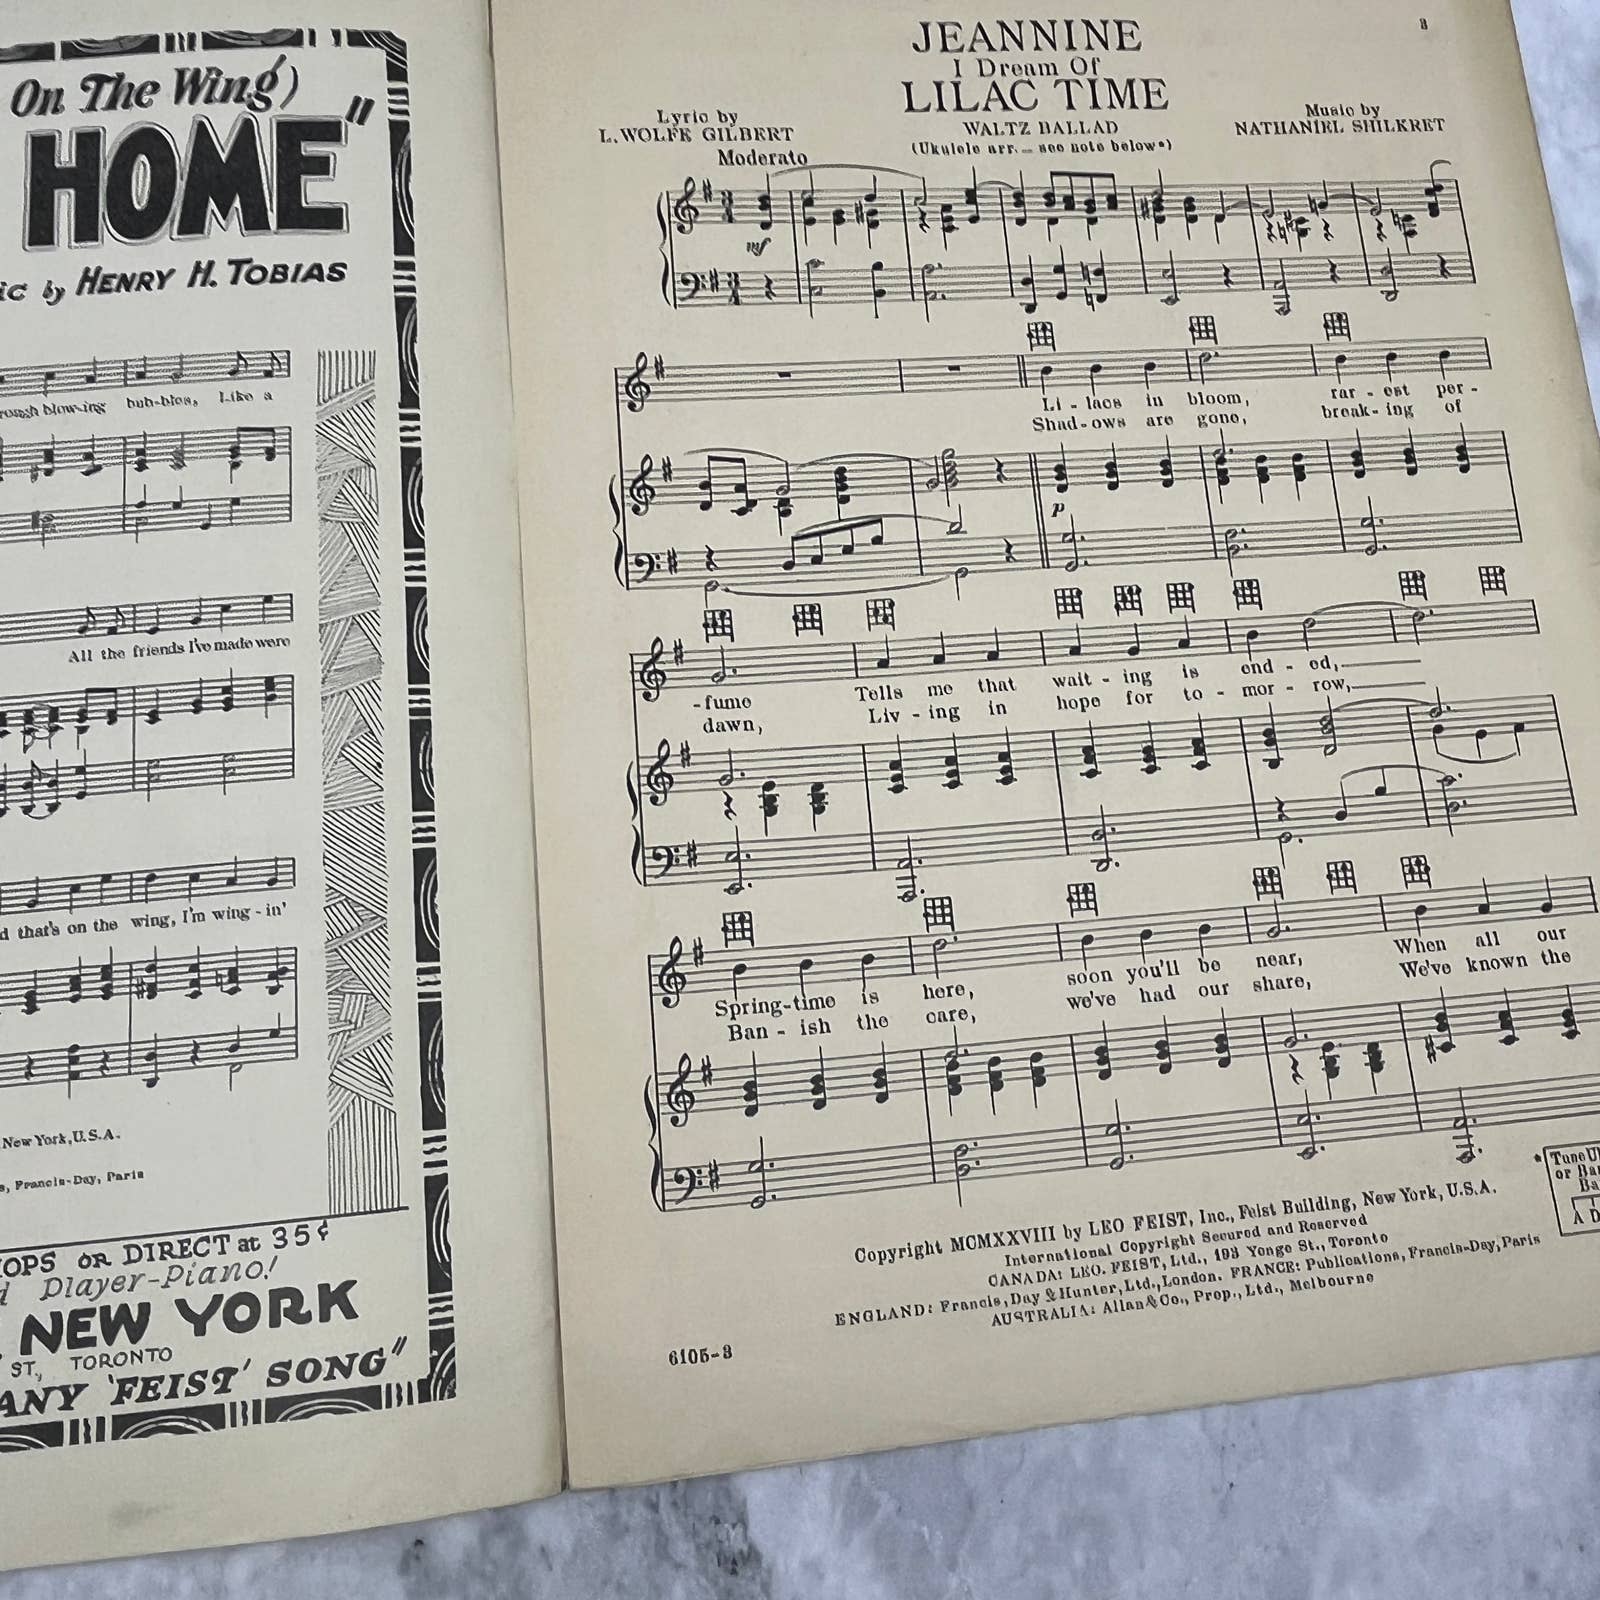 On The Wing)
HOME"
by HENRY H. TOBIAS
blow-ing bub-bles, Like a
All the friends I've made were
that's on the wing, I'm wing-in'
New York, U.S.A.
Francis-Day, Paris
OR DIRECT at 35¢
Player-Piano!
NEW YORK
ST., TORONTO
ANY 'FEIST' SONG"
3
JEANNINE
I Dream Of
LILAC TIME
WALTZ BALLAD
(Ukulele arr. - see note below*)
Lyric by
L. WOLFE GILBERT
Music by
NATHANIEL SHILKRET
Moderato
mf
Li - lacs in bloom, rar - est per -
Shad - ows are gone, break - ing of
p
- fume Tells me that wait - ing is end - ed,
dawn, Liv - ing in hope for to - mor - row,
Spring - time is here, soon you'll be near, When all our
Ban - ish the care, we've had our share, We've known the
Copyright MCMXXVIII by LEO FEIST, Inc., Feist Building, New York, U.S.A.
International Copyright Secured and Reserved
CANADA: LEO. FEIST, Ltd., 193 Yonge St., Toronto
ENGLAND: Francis, Day & Hunter, Ltd., London. FRANCE: Publications, Francis-Day, Paris
AUSTRALIA: Allan & Co., Prop., Ltd., Melbourne
6105-3
* Tune
or
A D